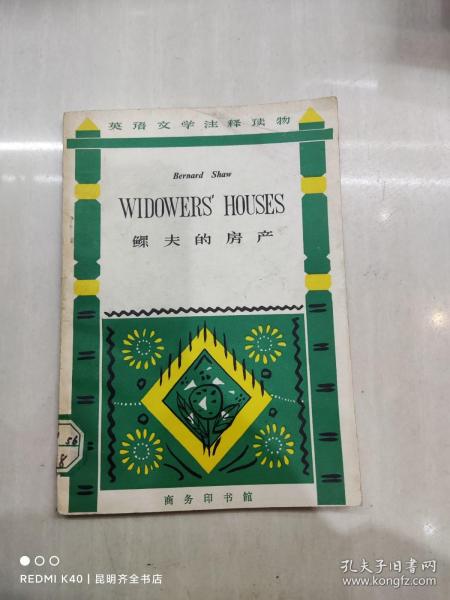 英语文学注释读物
Bernard Shaw
WIDOWERS' HOUSES
鳏夫的房产
56
8
商务印书馆
REDMI K40 | 昆明齐全书店
孔夫子旧书网
www.kongfz.com